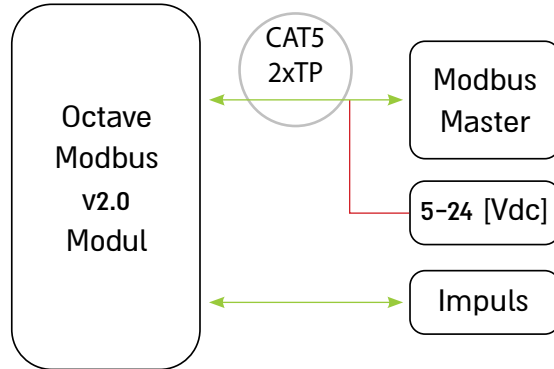 Octave
Modbus
v2.0
Modul
CAT5
2xTP
Modbus
Master
5-24 [Vdc]
Impuls